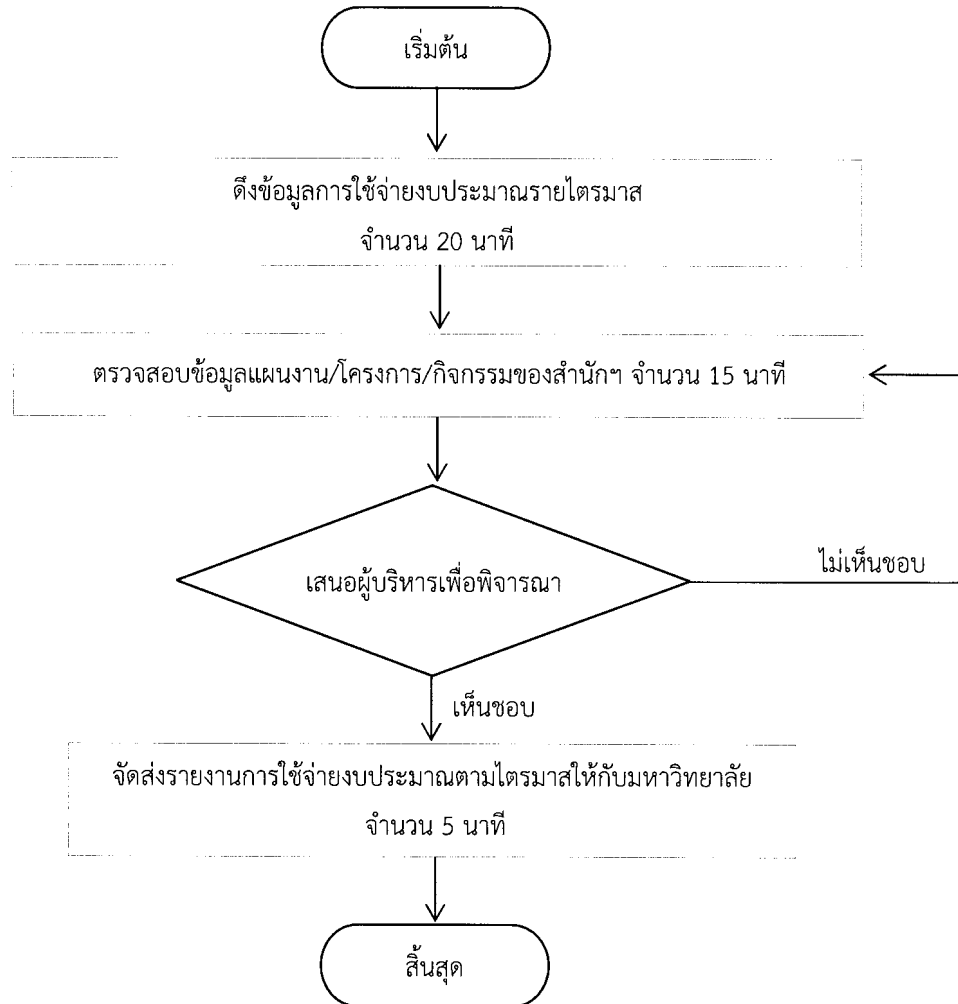 เริ่มต้น
ดึงข้อมูลการใช้จ่ายงบประมาณรายไตรมาส
จำนวน 20 นาที
ตรวจสอบข้อมูลแผนงาน/โครงการ/กิจกรรมของสำนักฯ จำนวน 15 นาที
เสนอผู้บริหารเพื่อพิจารณา
ไม่เห็นชอบ
เห็นชอบ
จัดส่งรายงานการใช้จ่ายงบประมาณตามไตรมาสให้กับมหาวิทยาลัย
จำนวน 5 นาที
สิ้นสุด